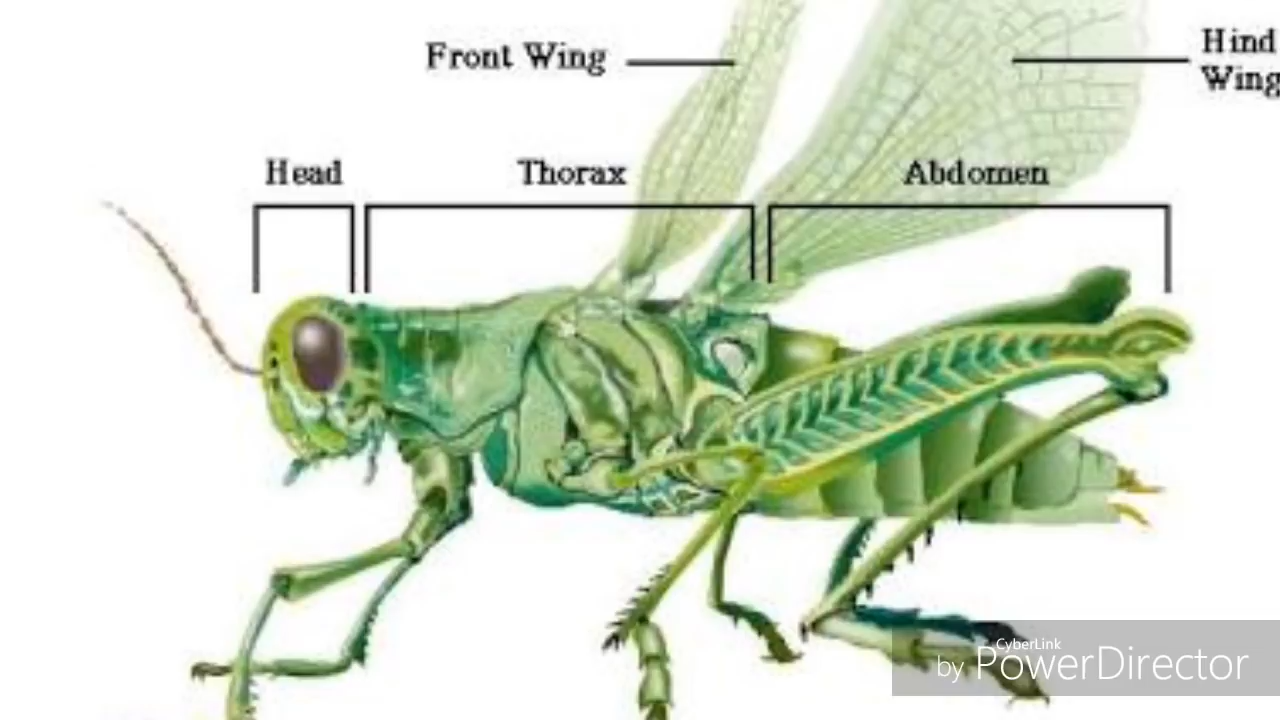 Front Wing
Hind
Wing
Head
Thorax
Abdomen
CyberLink
by PowerDirector